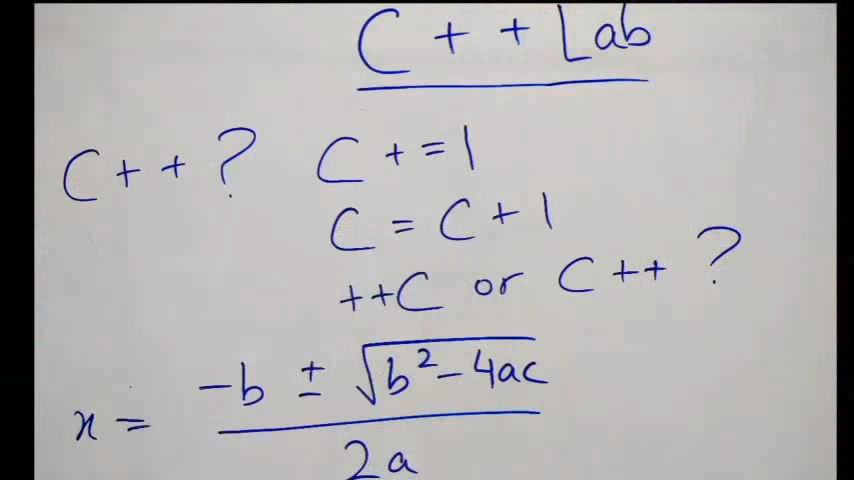 C++ Lab
C++? C+=1
C=C+1
++C or C++?
x = -b ± √b²-4ac
2a